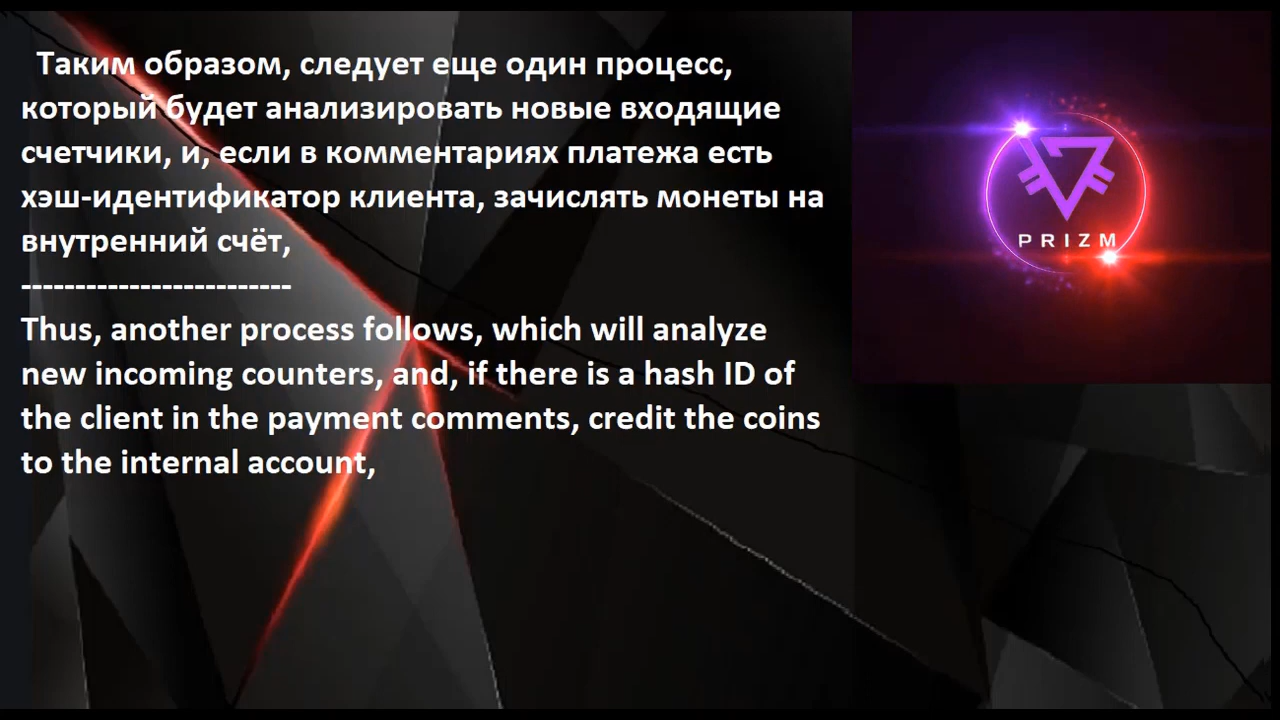 Таким образом, следует еще один процесс,
который будет анализировать новые входящие
счетчики, и, если в комментариях платежа есть
хэш-идентификатор клиента, зачислять монеты на
внутренний счёт,
-------------------------
Thus, another process follows, which will analyze
new incoming counters, and, if there is a hash ID of
the client in the payment comments, credit the coins
to the internal account,
PRIZM